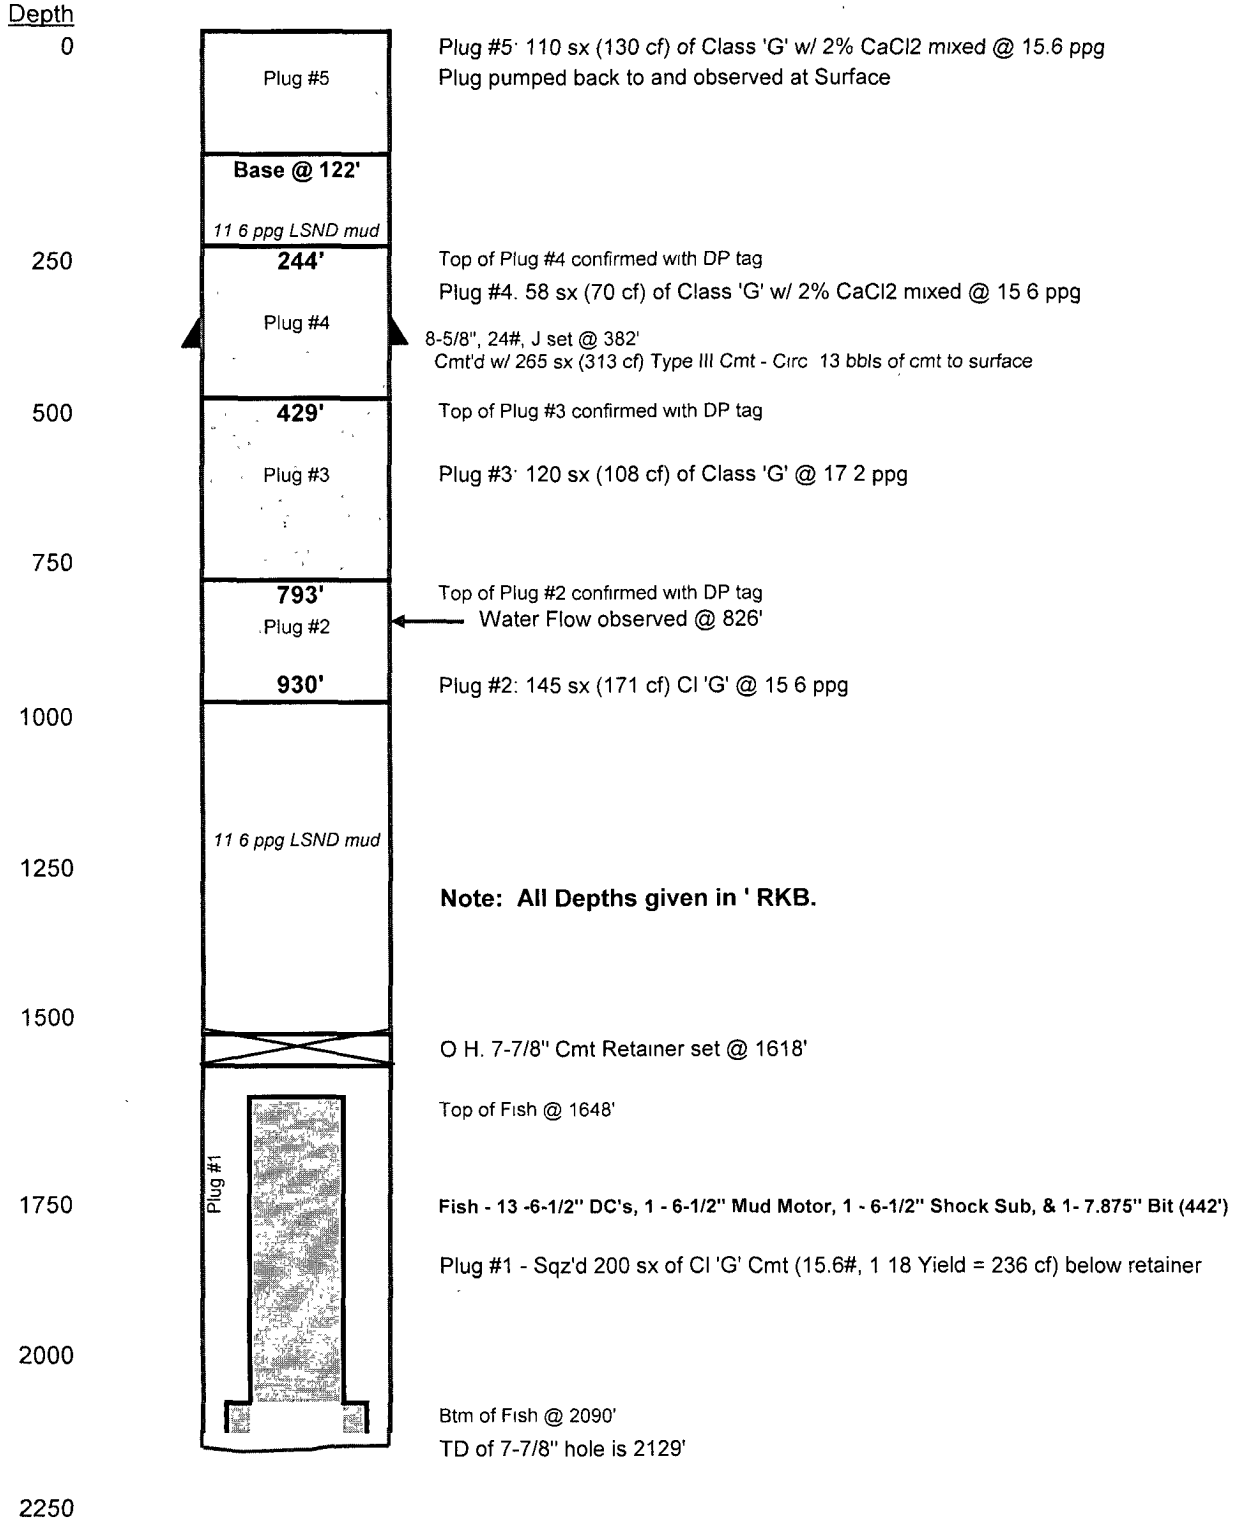 Depth
0
Plug #5· 110 sx (130 cf) of Class 'G' w/ 2% CaCl2 mixed @ 15.6 ppg
Plug #5
Plug pumped back to and observed at Surface
Base @ 122'
11 6 ppg LSND mud
250
244'
Top of Plug #4 confirmed with DP tag
Plug #4. 58 sx (70 cf) of Class 'G' w/ 2% CaCl2 mixed @ 15 6 ppg
Plug #4
8-5/8", 24#, J set @ 382'
Cmt'd w/ 265 sx (313 cf) Type III Cmt - Circ 13 bbls of cmt to surface
500
429'
Top of Plug #3 confirmed with DP tag
Plug #3
Plug #3· 120 sx (108 cf) of Class 'G' @ 17 2 ppg
750
793'
Top of Plug #2 confirmed with DP tag
Water Flow observed @ 826'
Plug #2
930'
Plug #2: 145 sx (171 cf) Cl 'G' @ 15 6 ppg
1000
11 6 ppg LSND mud
1250
Note: All Depths given in ' RKB.
1500
O H. 7-7/8" Cmt Retainer set @ 1618'
Top of Fish @ 1648'
Plug #1
1750
Fish - 13 -6-1/2" DC's, 1 - 6-1/2" Mud Motor, 1 - 6-1/2" Shock Sub, & 1- 7.875" Bit (442')
Plug #1 - Sqz'd 200 sx of Cl 'G' Cmt (15.6#, 1 18 Yield = 236 cf) below retainer
2000
Btm of Fish @ 2090'
TD of 7-7/8" hole is 2129'
2250